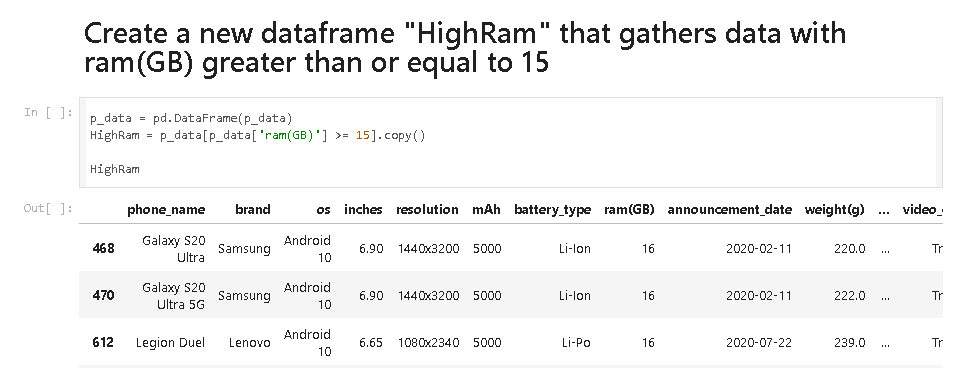 Create a new dataframe "HighRam" that gathers data with
ram(GB) greater than or equal to 15
In [ ]:
p_data = pd.DataFrame(p_data)
HighRam = p_data[p_data['ram(GB)'] >= 15].copy()
HighRam
Out[ ]:
phone_name brand os inches resolution mAh battery_type ram(GB) announcement_date weight(g) ... video_
468 Galaxy S20 Ultra Samsung Android 10 6.90 1440x3200 5000 Li-Ion 16 2020-02-11 220.0 ... Tr
470 Galaxy S20 Ultra 5G Samsung Android 10 6.90 1440x3200 5000 Li-Ion 16 2020-02-11 222.0 ... Tr
612 Legion Duel Lenovo Android 10 6.65 1080x2340 5000 Li-Po 16 2020-07-22 239.0 ... Tr